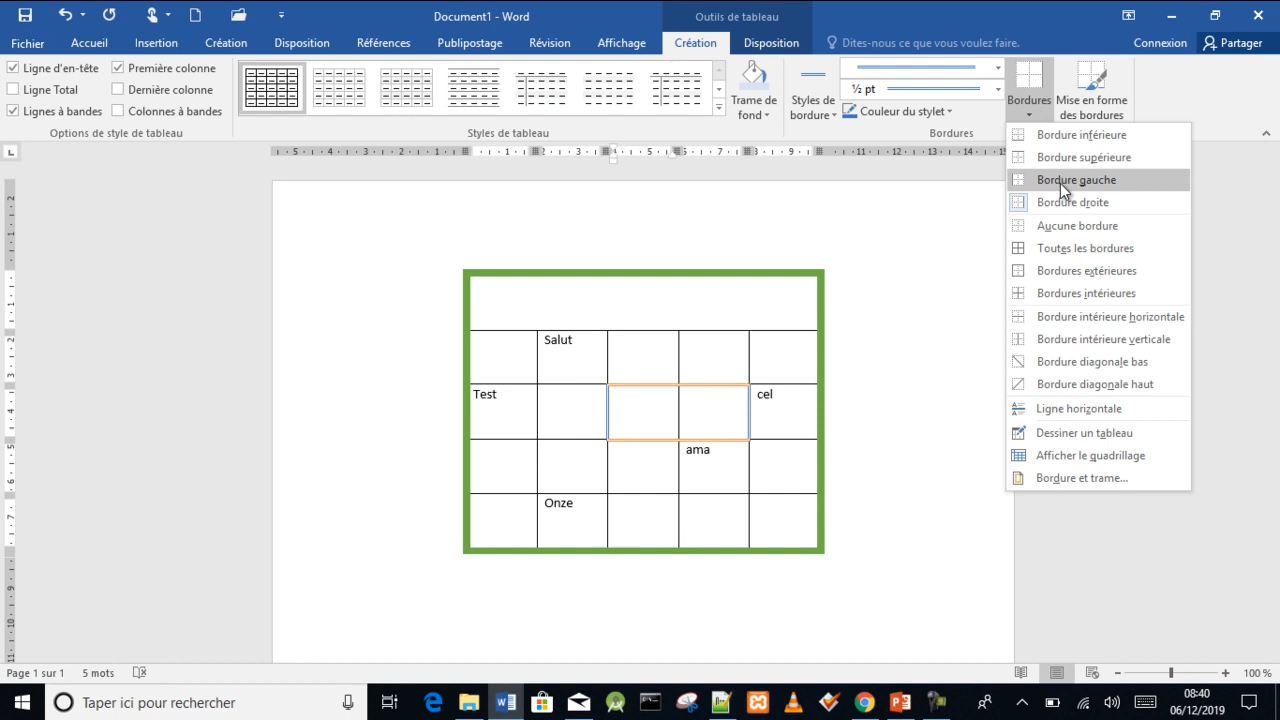 Document1 - Word
Outils de tableau
Fichier Accueil Insertion Création Disposition Références Publipostage Révision Affichage Création Disposition Dites-nous ce que vous voulez faire. Connexion Partager
Ligne d'en-tête Première colonne
Ligne Total Dernière colonne
Lignes à bandes Colonnes à bandes
Options de style de tableau
Styles de tableau
Trame de fond
Styles de bordure
½ pt
Couleur du stylet
Bordures
Mise en forme des bordures
Bordures
Bordure inférieure
Bordure supérieure
Bordure gauche
Bordure droite
Aucune bordure
Toutes les bordures
Bordures extérieures
Bordures intérieures
Bordure intérieure horizontale
Bordure intérieure verticale
Bordure diagonale bas
Bordure diagonale haut
Ligne horizontale
Dessiner un tableau
Afficher le quadrillage
Bordure et trame...
Salut
Test cel
ama
Onze
Page 1 sur 1 5 mots 100 %
Taper ici pour rechercher
08:40
06/12/2019